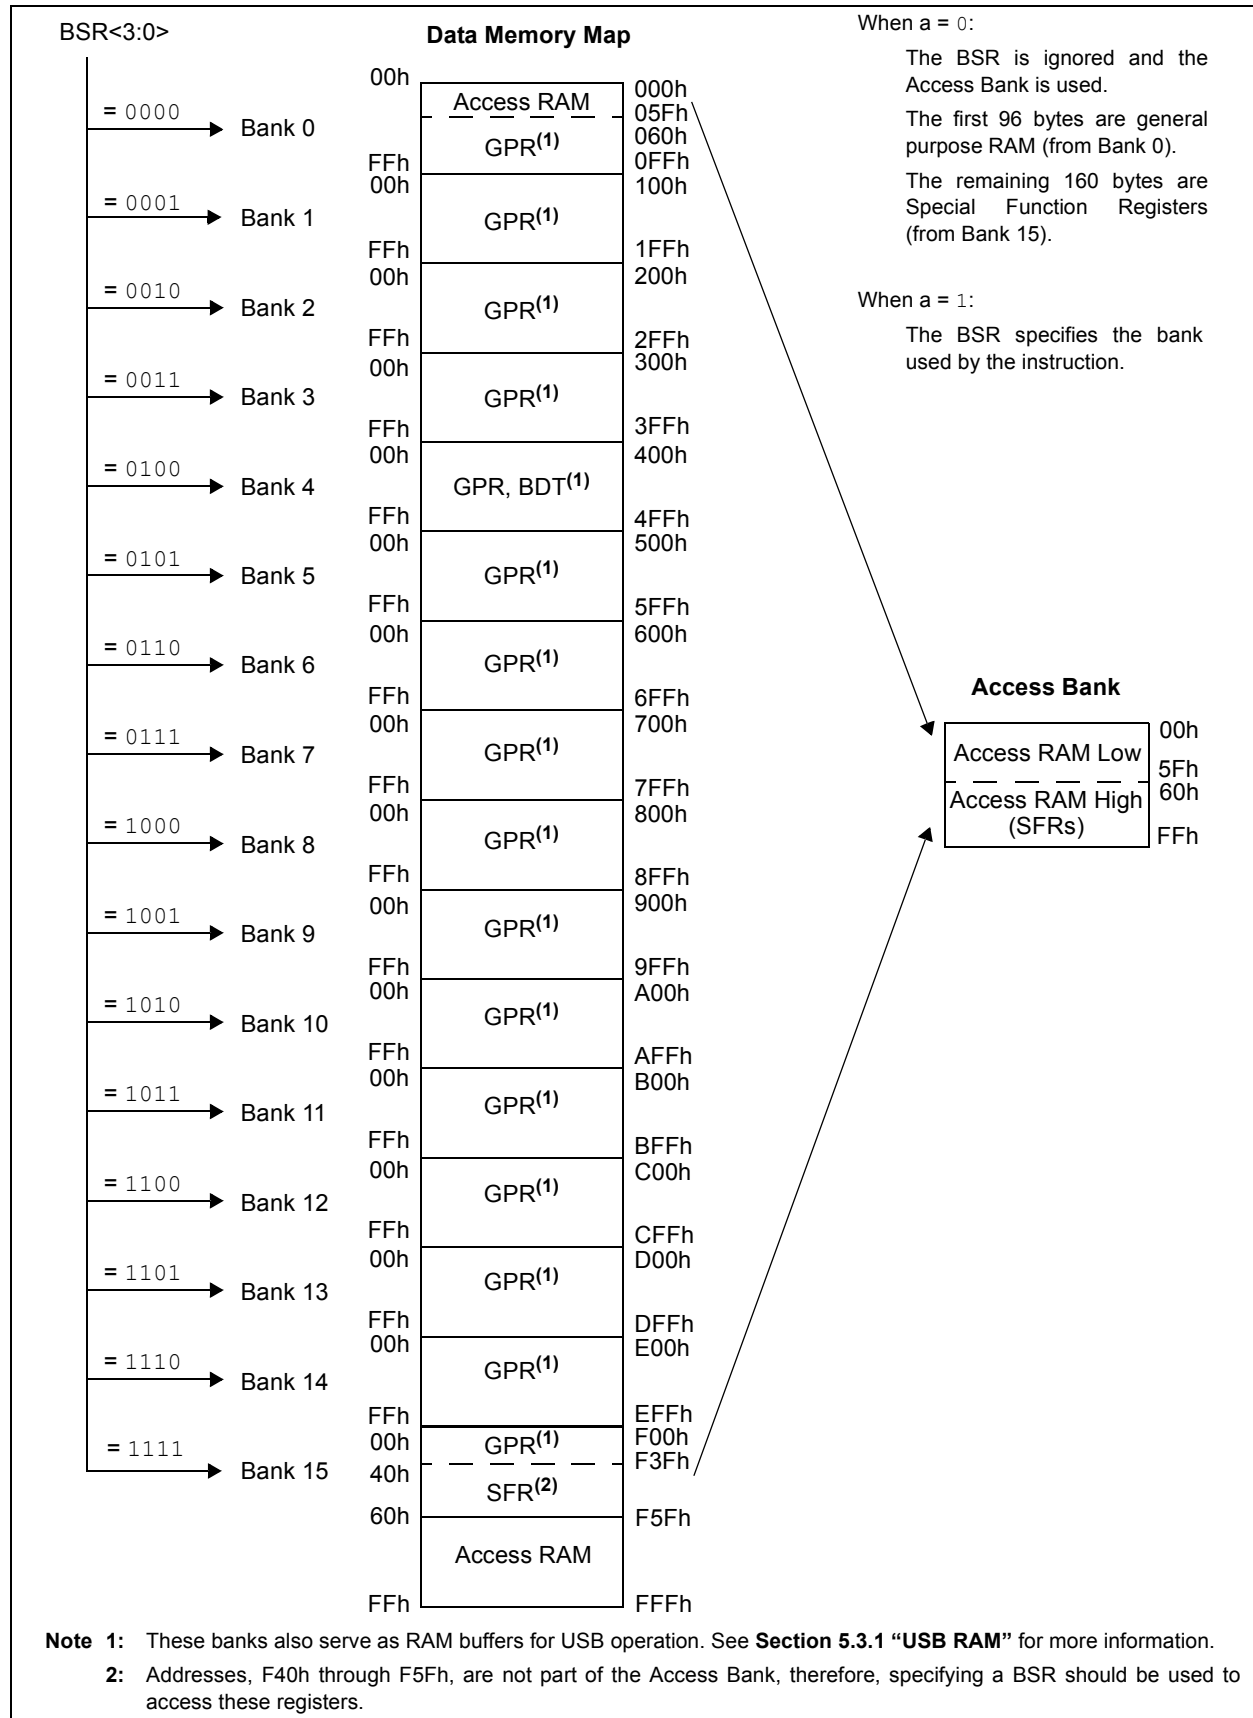 BSR<3:0>
Data Memory Map
When a = 0:
The BSR is ignored and the
Access Bank is used.
The first 96 bytes are general
purpose RAM (from Bank 0).
The remaining 160 bytes are
Special Function Registers
(from Bank 15).
When a = 1:
The BSR specifies the bank
used by the instruction.
= 0000
Bank 0
00h
Access RAM
000h
05Fh
GPR(1)
060h
FFh
0FFh
= 0001
Bank 1
00h
GPR(1)
100h
FFh
1FFh
= 0010
Bank 2
00h
GPR(1)
200h
FFh
2FFh
= 0011
Bank 3
00h
GPR(1)
300h
FFh
3FFh
= 0100
Bank 4
00h
GPR, BDT(1)
400h
FFh
4FFh
= 0101
Bank 5
00h
GPR(1)
500h
FFh
5FFh
= 0110
Bank 6
00h
GPR(1)
600h
FFh
6FFh
= 0111
Bank 7
00h
GPR(1)
700h
FFh
7FFh
= 1000
Bank 8
00h
GPR(1)
800h
FFh
8FFh
= 1001
Bank 9
00h
GPR(1)
900h
FFh
9FFh
= 1010
Bank 10
00h
GPR(1)
A00h
FFh
AFFh
= 1011
Bank 11
00h
GPR(1)
B00h
FFh
BFFh
= 1100
Bank 12
00h
GPR(1)
C00h
FFh
CFFh
= 1101
Bank 13
00h
GPR(1)
D00h
FFh
DFFh
= 1110
Bank 14
00h
GPR(1)
E00h
FFh
EFFh
= 1111
Bank 15
00h
GPR(1)
F00h
F3Fh
40h
SFR(2)
60h
F5Fh
Access RAM
FFh
FFFh
Access Bank
Access RAM Low
00h
5Fh
Access RAM High
(SFRs)
60h
FFh
Note 1: These banks also serve as RAM buffers for USB operation. See Section 5.3.1 “USB RAM” for more information.
2: Addresses, F40h through F5Fh, are not part of the Access Bank, therefore, specifying a BSR should be used to
access these registers.